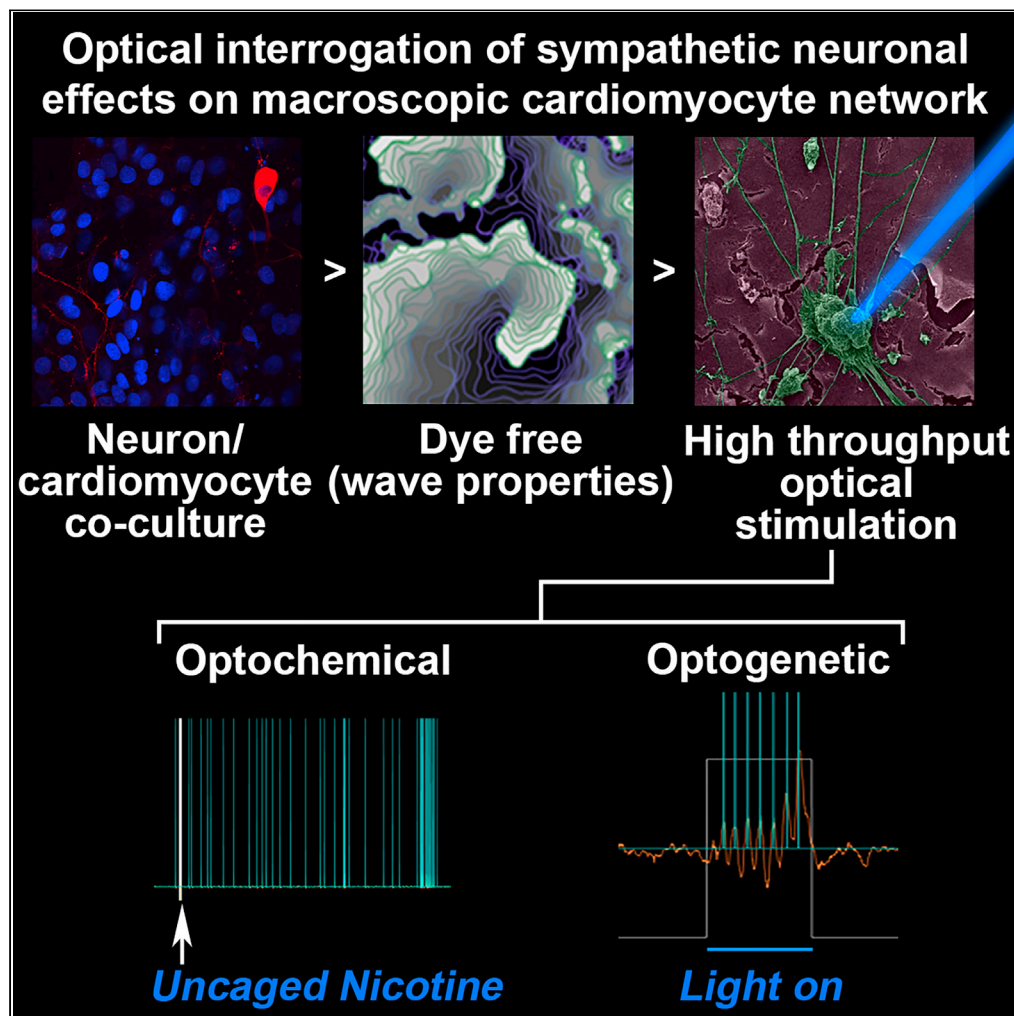 Optical interrogation of sympathetic neuronal
effects on macroscopic cardiomyocyte network
>
>
Neuron/
cardiomyocyte
co-culture
Dye free
(wave properties)
High throughput
optical
stimulation
Optochemical
Optogenetic
Uncaged Nicotine
Light on